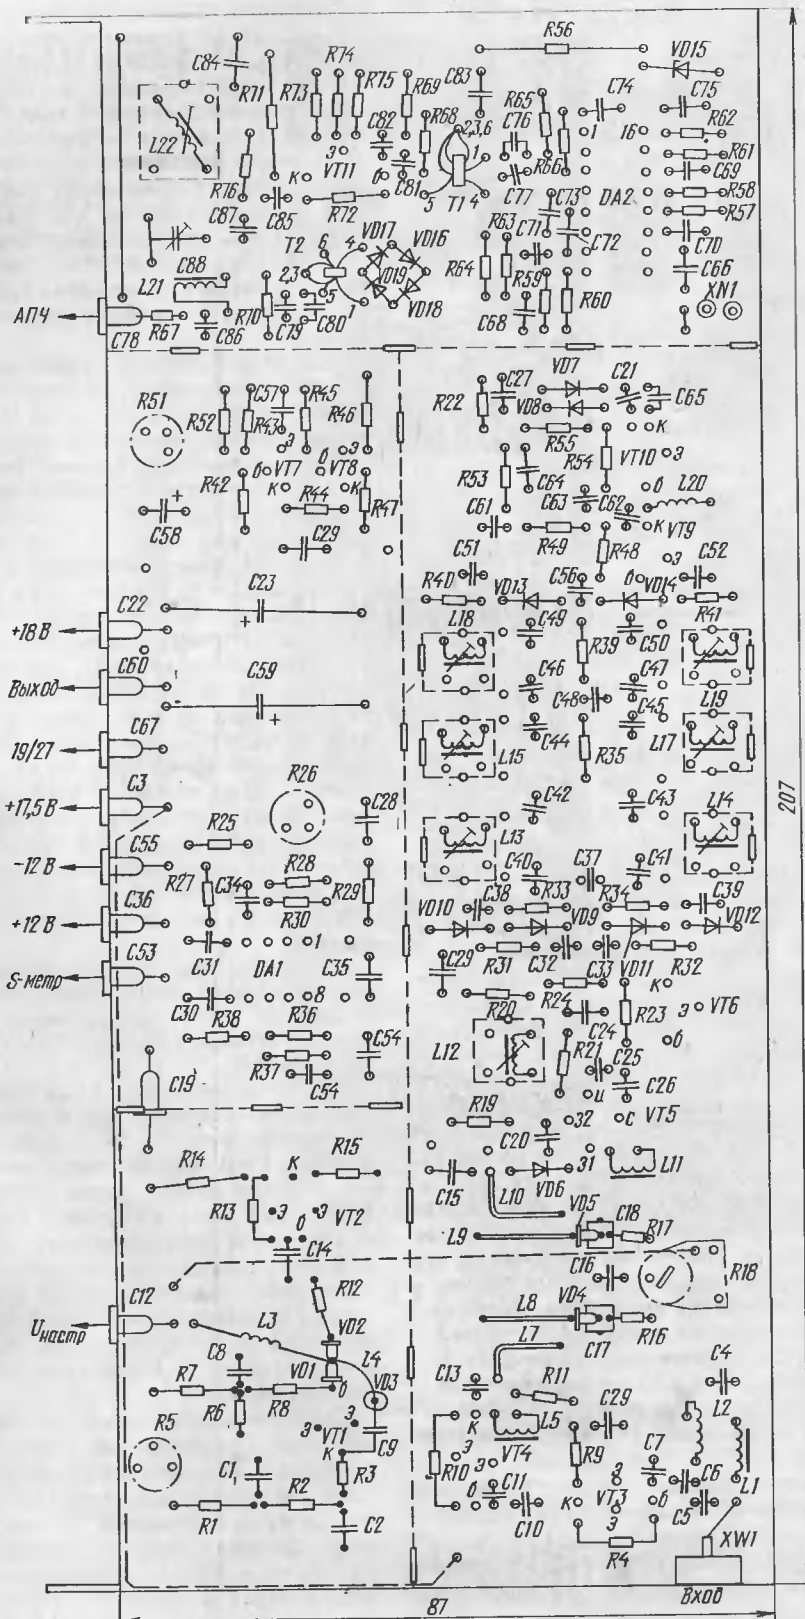 R56
VD15
C84
R74
R75
C83
C74
C75
R71
R73
R69
R65
C76
R62
C82
R68
2,3,6
1
16
L22
э
VT11
1
R66
R61
C69
к
б
C81
C77
C73
DA2
R58
R76
C85
R72
5
T1
4
R57
C87
T2
6
4
VD17
VD16
R63
C71
C72
C70
L21
C88
2,3
VD19
R64
R59
C66
5
VD18
R60
XN1
АПЧ
R67
R70
C79
C80
1
C68
C78
C86
R51
C57
R45
C27
VD7
C21
R52
R43
R46
R22
VD8
C65
э
б
э
R55
к
б
VT7
VT8
R53
R54
VT10
э
R42
к
R44
к
R47
C64
б
L20
C61
C63
C62
C58
+
C29
R49
к
VT9
C51
R48
э
C23
R40
C56
б
C52
C22
+
VD13
VD14
+18 В
L18
C49
R41
C60
C59
R39
C50
Выход
C46
C47
+
C48
L19
C67
C45
19/27
L15
C44
R35
L17
C3
R26
+17,5 В
C28
C42
C43
L14
C55
R25
L13
-12 В
R28
C40
C37
C41
R27
C34
R29
C38
R33
R34
C39
C36
R30
VD10
VD9
VD12
+12 В
1
C53
C31
DA1
C35
C29
R31
C32
C33
VD11
R32
S-метр
8
R24
к
C30
R38
R36
R20
C24
R23
э
VT6
C54
L12
б
R37
R21
C25
C19
C54
C26
R19
и
32
с
VT5
C20
R15
R14
к
C15
L10
VD6
31
L11
R13
э
э
VT2
VD5
б
C18
C14
L9
R17
C16
R12
R18
C12
L8
VD4
Uнастр
L3
VD2
L7
C17
R16
C8
L4
R7
VD1
б
VD3
C13
R11
C4
R6
R8
C29
R5
э
э
к
L5
L2
VT1
R10
э
R9
C7
к
C9
э
VT4
э
C6
C1
R3
б
C11
L1
R2
к
VT3
б
C5
R1
C10
э
C2
R4
XW1
Вход
87
207